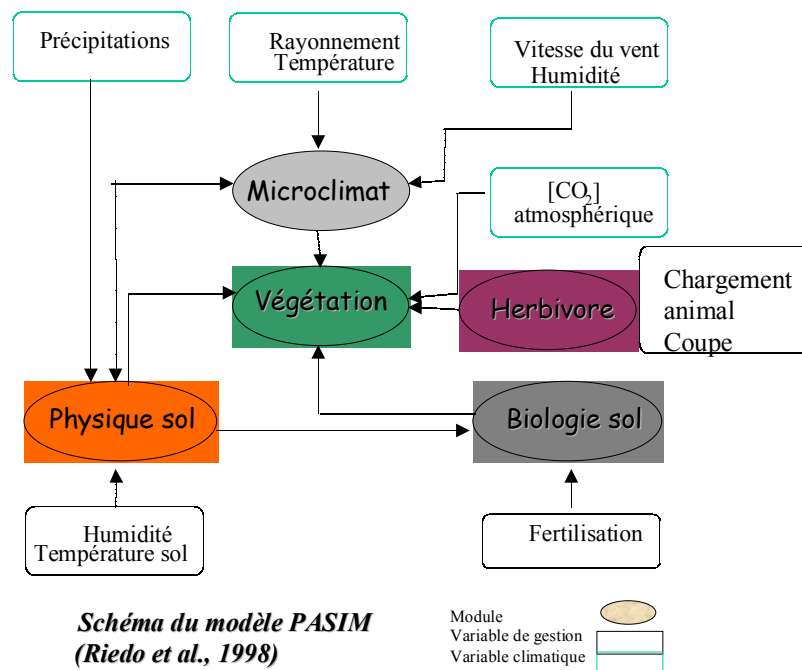 Précipitations
Rayonnement
Température
Vitesse du vent
Humidité
Microclimat
[CO2]
atmosphérique
Végétation
Herbivore
Chargement
animal
Coupe
Physique sol
Biologie sol
Humidité
Température sol
Fertilisation
Schéma du modèle PASIM
(Riedo et al., 1998)
Module
Variable de gestion
Variable climatique